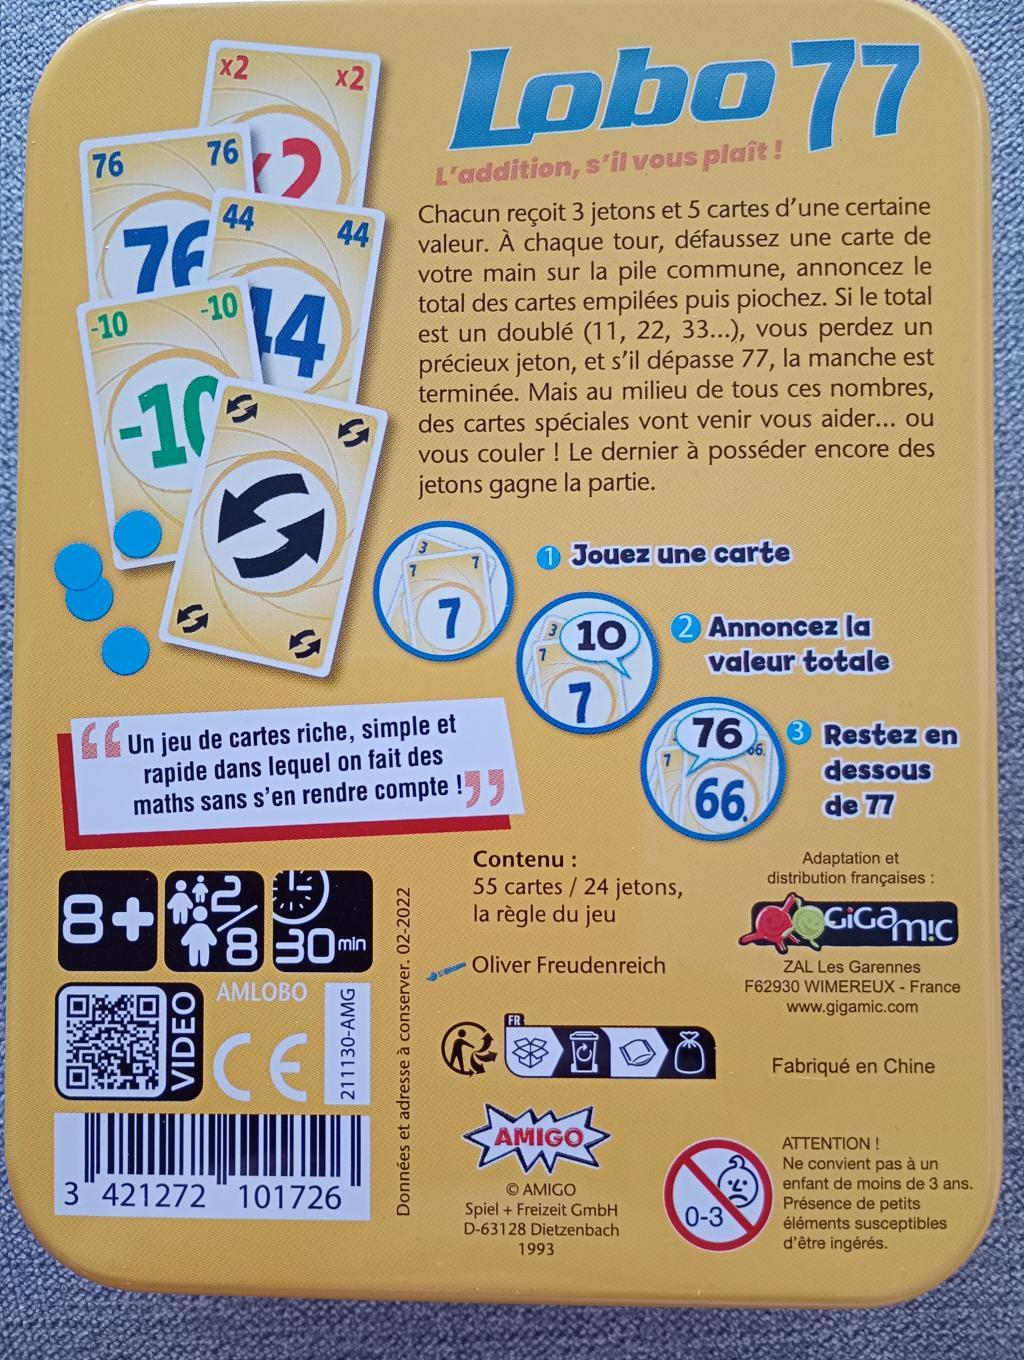 x2
x2
x2
76
76
76
44
44
44
-10
-10
-10
Lobo 77
L'addition, s'il vous plaît !
Chacun reçoit 3 jetons et 5 cartes d'une certaine
valeur. À chaque tour, défaussez une carte de
votre main sur la pile commune, annoncez le
total des cartes empilées puis piochez. Si le total
est un doublé (11, 22, 33...), vous perdez un
précieux jeton, et s'il dépasse 77, la manche est
terminée. Mais au milieu de tous ces nombres,
des cartes spéciales vont venir vous aider... ou
vous couler ! Le dernier à posséder encore des
jetons gagne la partie.
3
7
7
7
1 Jouez une carte
3
7
10
7
2 Annoncez la
valeur totale
7
76
66.
66.
3 Restez en
dessous
de 77
“ Un jeu de cartes riche, simple et
rapide dans lequel on fait des
maths sans s'en rendre compte ! ”
8+
2/8
30 min
VIDEO
AMLOBO
CE
211130-AMG
3 421272 101726
Données et adresse à conserver. 02-2022
Contenu :
55 cartes / 24 jetons,
la règle du jeu
Oliver Freudenreich
FR
AMIGO
© AMIGO
Spiel + Freizeit GmbH
D-63128 Dietzenbach
1993
Adaptation et
distribution françaises :
GiGamic
ZAL Les Garennes
F62930 WIMEREUX - France
www.gigamic.com
Fabriqué en Chine
0-3
ATTENTION !
Ne convient pas à un
enfant de moins de 3 ans.
Présence de petits
éléments susceptibles
d'être ingérés.